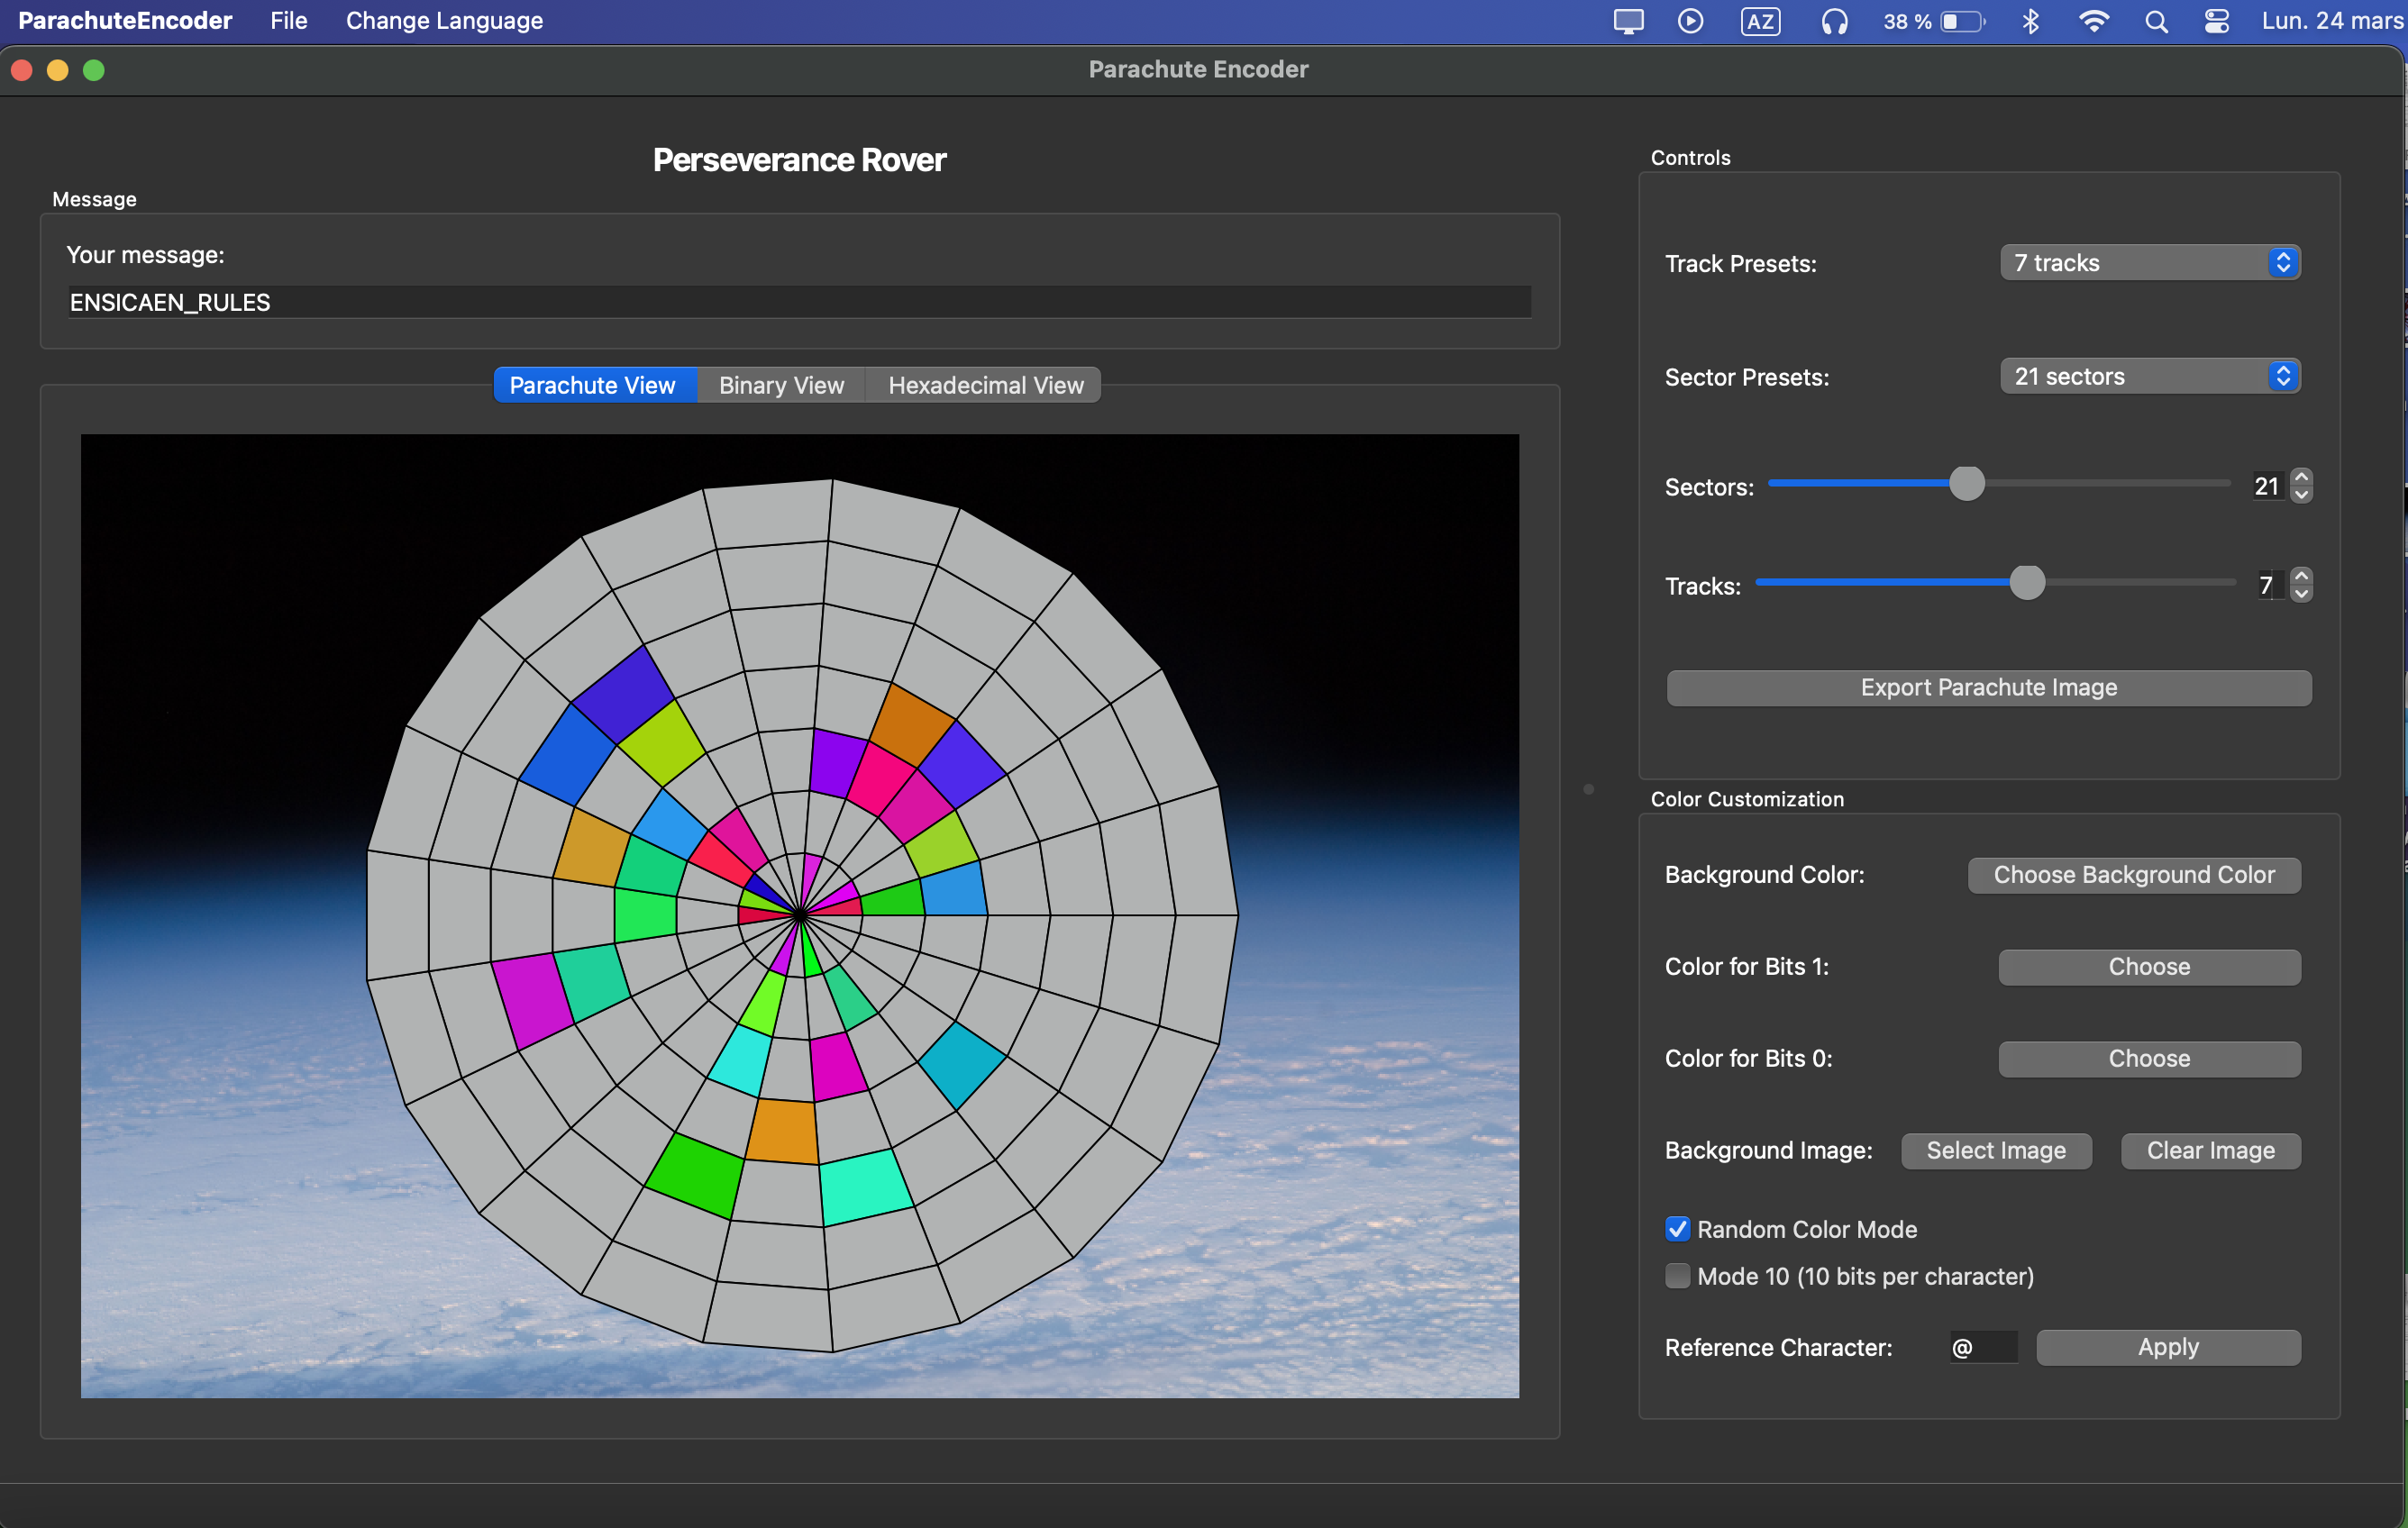 ParachuteEncoder File Change Language AZ 38 % Lun. 24 mars
Parachute Encoder
Perseverance Rover
Message
Your message:
ENSICAEN_RULES
Parachute View Binary View Hexadecimal View
Controls
Track Presets: 7 tracks
Sector Presets: 21 sectors
Sectors: 21
Tracks: 7
Export Parachute Image
Color Customization
Background Color: Choose Background Color
Color for Bits 1: Choose
Color for Bits 0: Choose
Background Image: Select Image Clear Image
Random Color Mode
Mode 10 (10 bits per character)
Reference Character: @ Apply